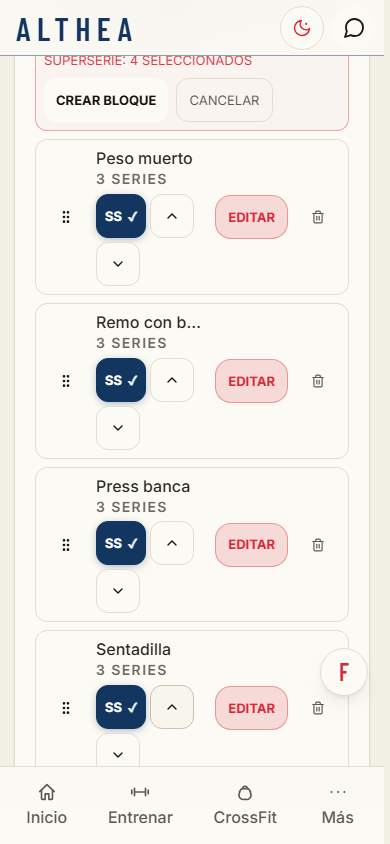 ALTHEA
SUPERSERIE: 4 SELECCIONADOS
CREAR BLOQUE
CANCELAR
Peso muerto
3 SERIES
SS ✓
EDITAR
Remo con b...
3 SERIES
SS ✓
EDITAR
Press banca
3 SERIES
SS ✓
EDITAR
Sentadilla
3 SERIES
SS ✓
EDITAR
F
Inicio
Entrenar
CrossFit
Más